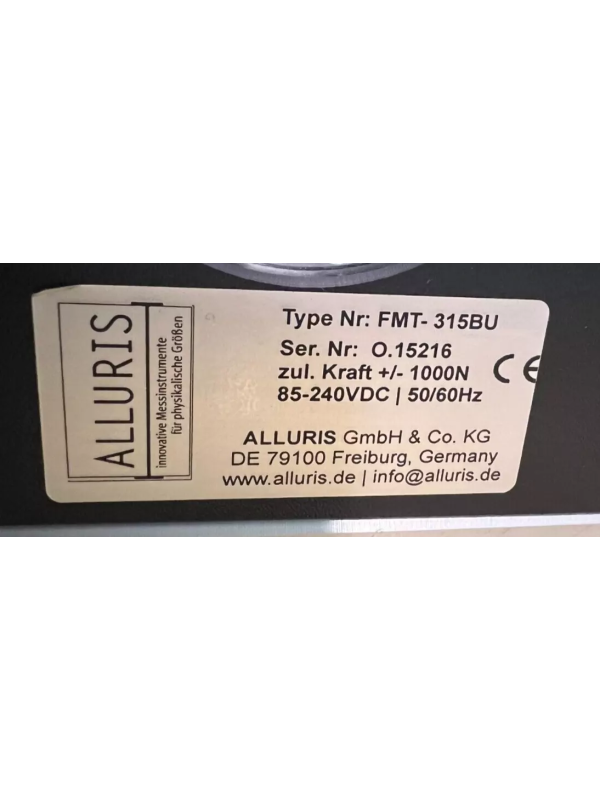 ALLURIS
innovative Messinstrumente
für physikalische Größen
Type Nr: FMT- 315BU
Ser. Nr: O.15216
zul. Kraft +/- 1000N
85-240VDC | 50/60Hz
CE
ALLURIS GmbH & Co. KG
DE 79100 Freiburg, Germany
www.alluris.de | info@alluris.de